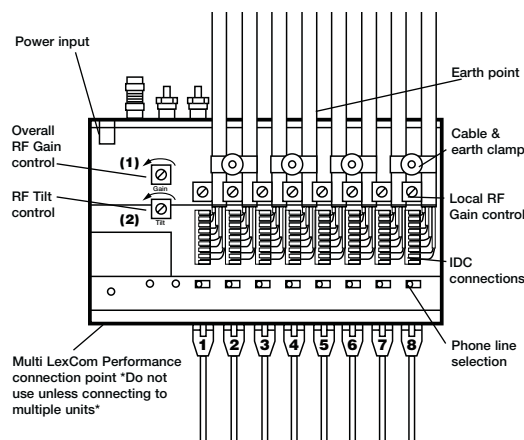 Power input
Earth point
Overall
RF Gain
control
(1)
Gain
Cable &
earth clamp
RF Tilt
control
(2)
Tilt
Local RF
Gain control
IDC
connections
1 2 3 4 5 6 7 8
Phone line
selection
Multi LexCom Performance
connection point *Do not
use unless connecting to
multiple units*